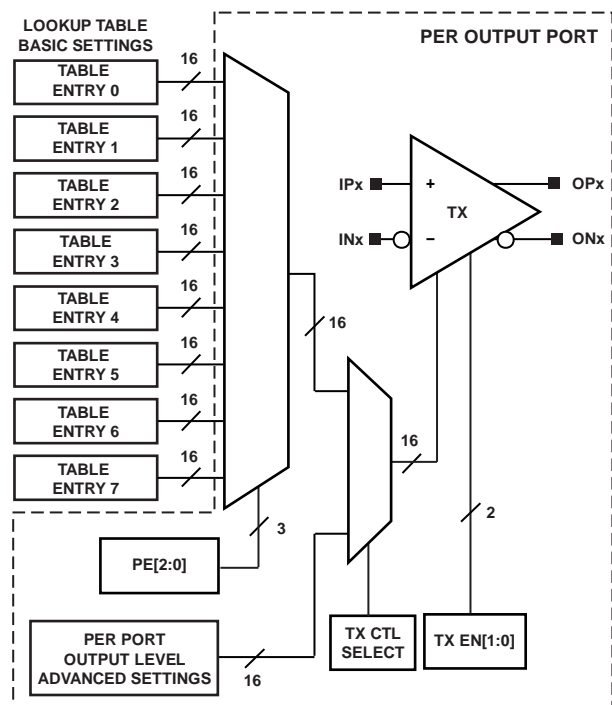 LOOKUP TABLE
BASIC SETTINGS
PER OUTPUT PORT
16
TABLE
ENTRY 0
16
TABLE
ENTRY 1
16
TABLE
ENTRY 2
16
TABLE
ENTRY 3
16
TABLE
ENTRY 4
16
TABLE
ENTRY 5
16
TABLE
ENTRY 6
16
TABLE
ENTRY 7
IPx
+
OPx
TX
INx
−
ONx
16
16
3
2
PE[2:0]
PER PORT
OUTPUT LEVEL
ADVANCED SETTINGS
16
TX CTL
SELECT
TX EN[1:0]